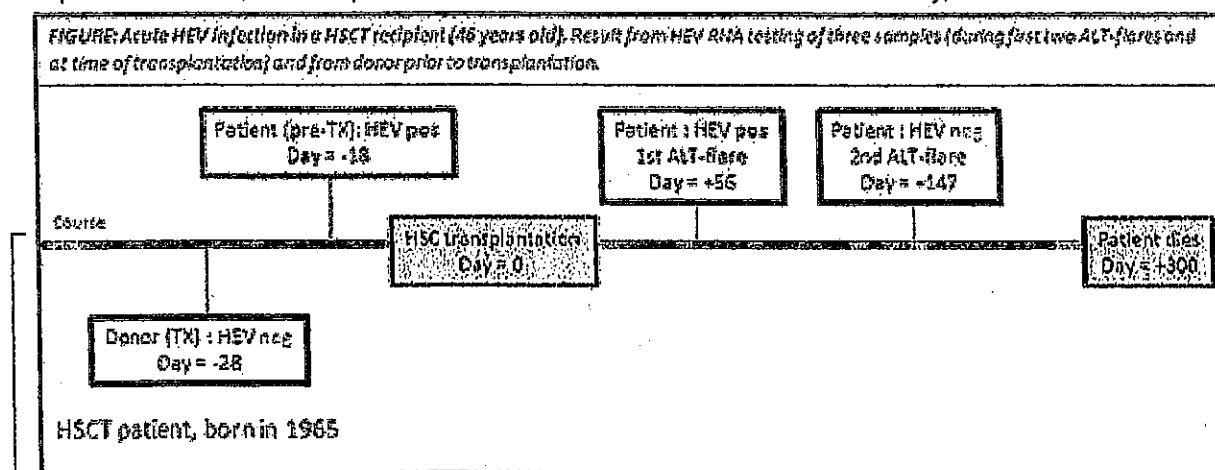 FIGURE: Acute HEV infection in a HSCT recipient (46 years old). Result from HEV RNA testing of three samples (during first two ALT-flares and
at time of transplantation) and from donor prior to transplantation.
Patient (pre-TX): HEV pos
Day = -18
Patient : HEV pos
1st ALT-flare
Day = +56
Patient : HEV neg
2nd ALT-flare
Day = +147
Course
HSC transplantation
Day = 0
Patient dies
Day = +300
Donor (TX) : HEV neg
Day = -28
HSCT patient, born in 1965